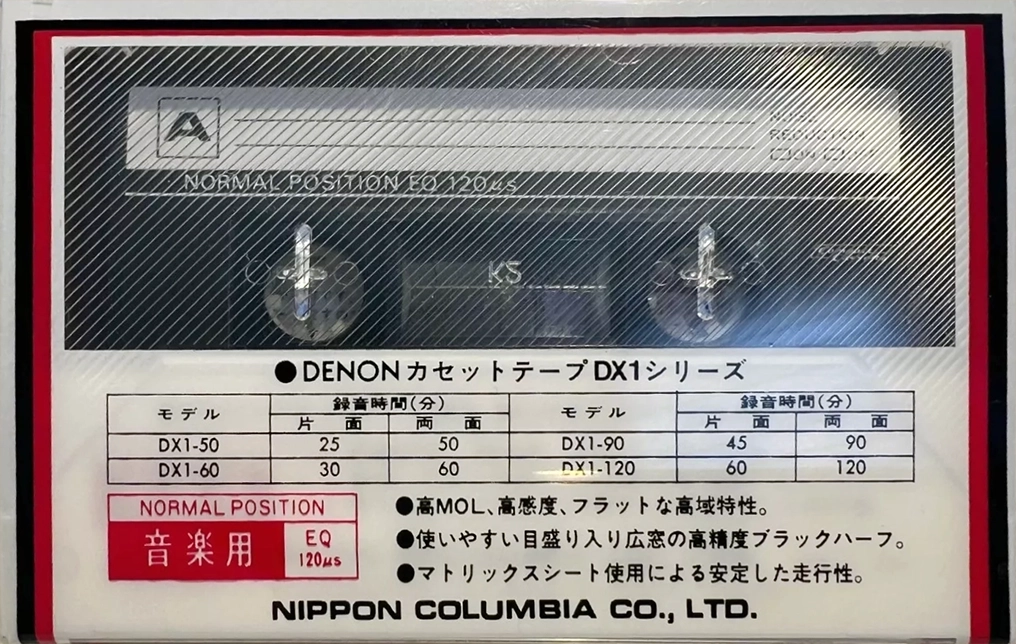 A
NOISE
REDUCTION
NORMAL POSITION EQ 120μs
KS
●DENONカセットテープDX1シリーズ
モデル 録音時間(分) モデル 録音時間(分)
片面 両面 片面 両面
DX1-50 25 50 DX1-90 45 90
DX1-60 30 60 DX1-120 60 120
NORMAL POSITION
音楽用 EQ 120μs
●高MOL、高感度、フラットな高域特性。
●使いやすい目盛り入り広窓の高精度ブラックハーフ。
●マトリックスシート使用による安定した走行性。
NIPPON COLUMBIA CO., LTD.